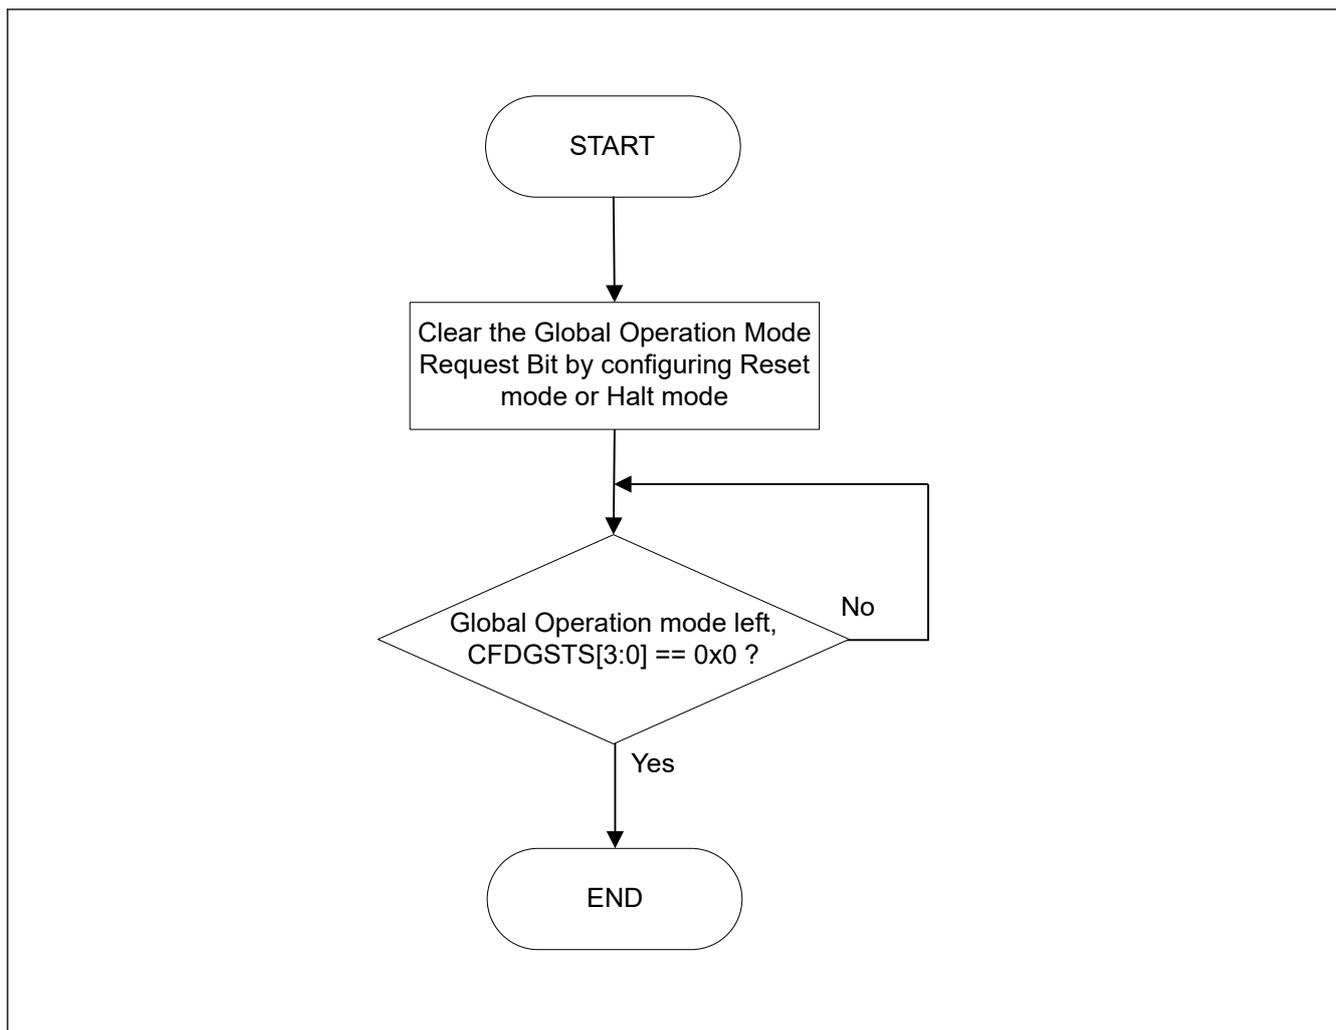 START
Clear the Global Operation Mode
Request Bit by configuring Reset
mode or Halt mode
No
Global Operation mode left,
CFDGSTS[3:0] == 0x0 ?
Yes
END